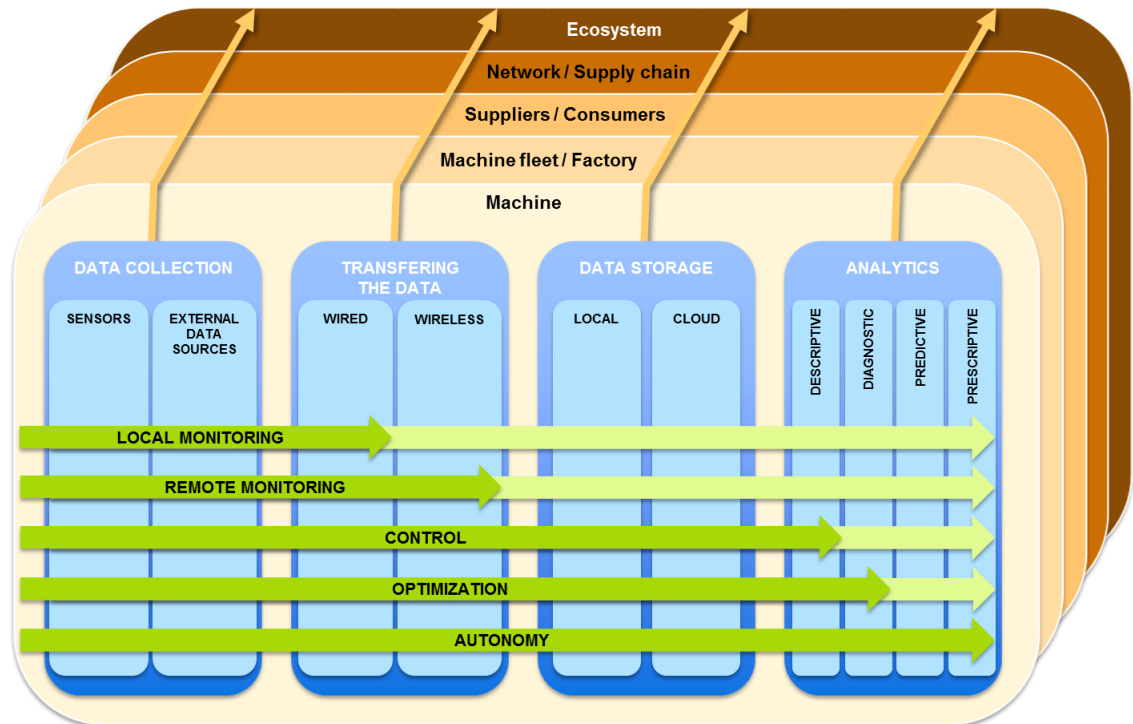 Ecosystem
Network / Supply chain
Suppliers / Consumers
Machine fleet / Factory
Machine
DATA COLLECTION
SENSORS
EXTERNAL
DATA
SOURCES
TRANSFERING
THE DATA
WIRED
WIRELESS
DATA STORAGE
LOCAL
CLOUD
ANALYTICS
DESCRIPTIVE
DIAGNOSTIC
PREDICTIVE
PRESCRIPTIVE
LOCAL MONITORING
REMOTE MONITORING
CONTROL
OPTIMIZATION
AUTONOMY